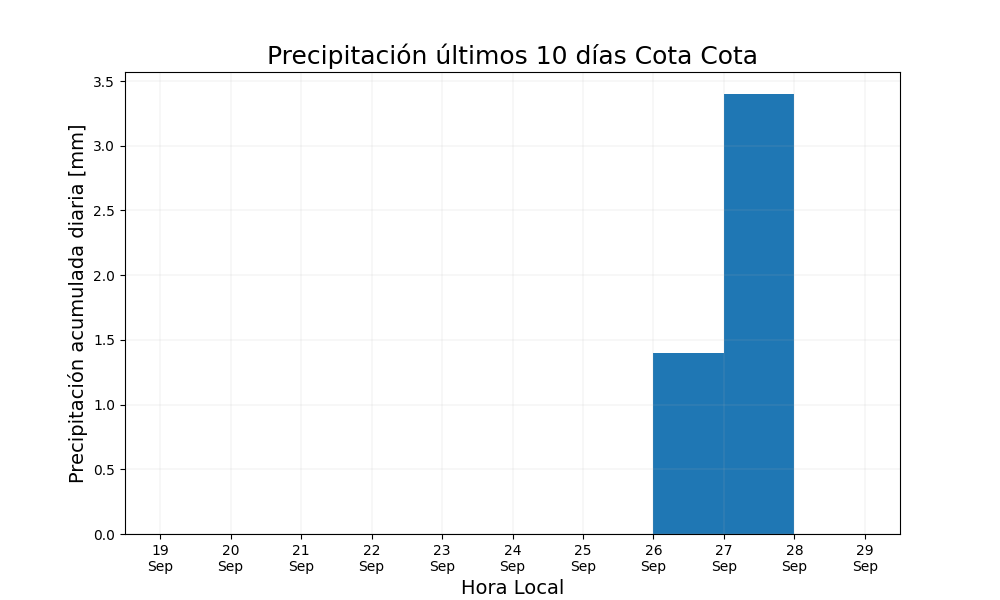 Precipitación últimos 10 días Cota Cota
Precipitación acumulada diaria [mm]
3.5
3.0
2.5
2.0
1.5
1.0
0.5
0.0
19 20 21 22 23 24 25 26 27 28 29
Sep Sep Sep Sep Sep Sep Sep Sep Sep Sep Sep
Hora Local